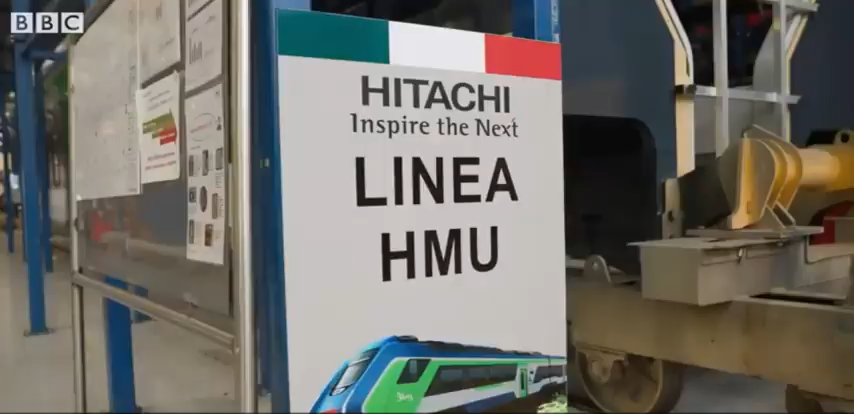 BBC
HITACHI
Inspire the Next
LINEA
HMU